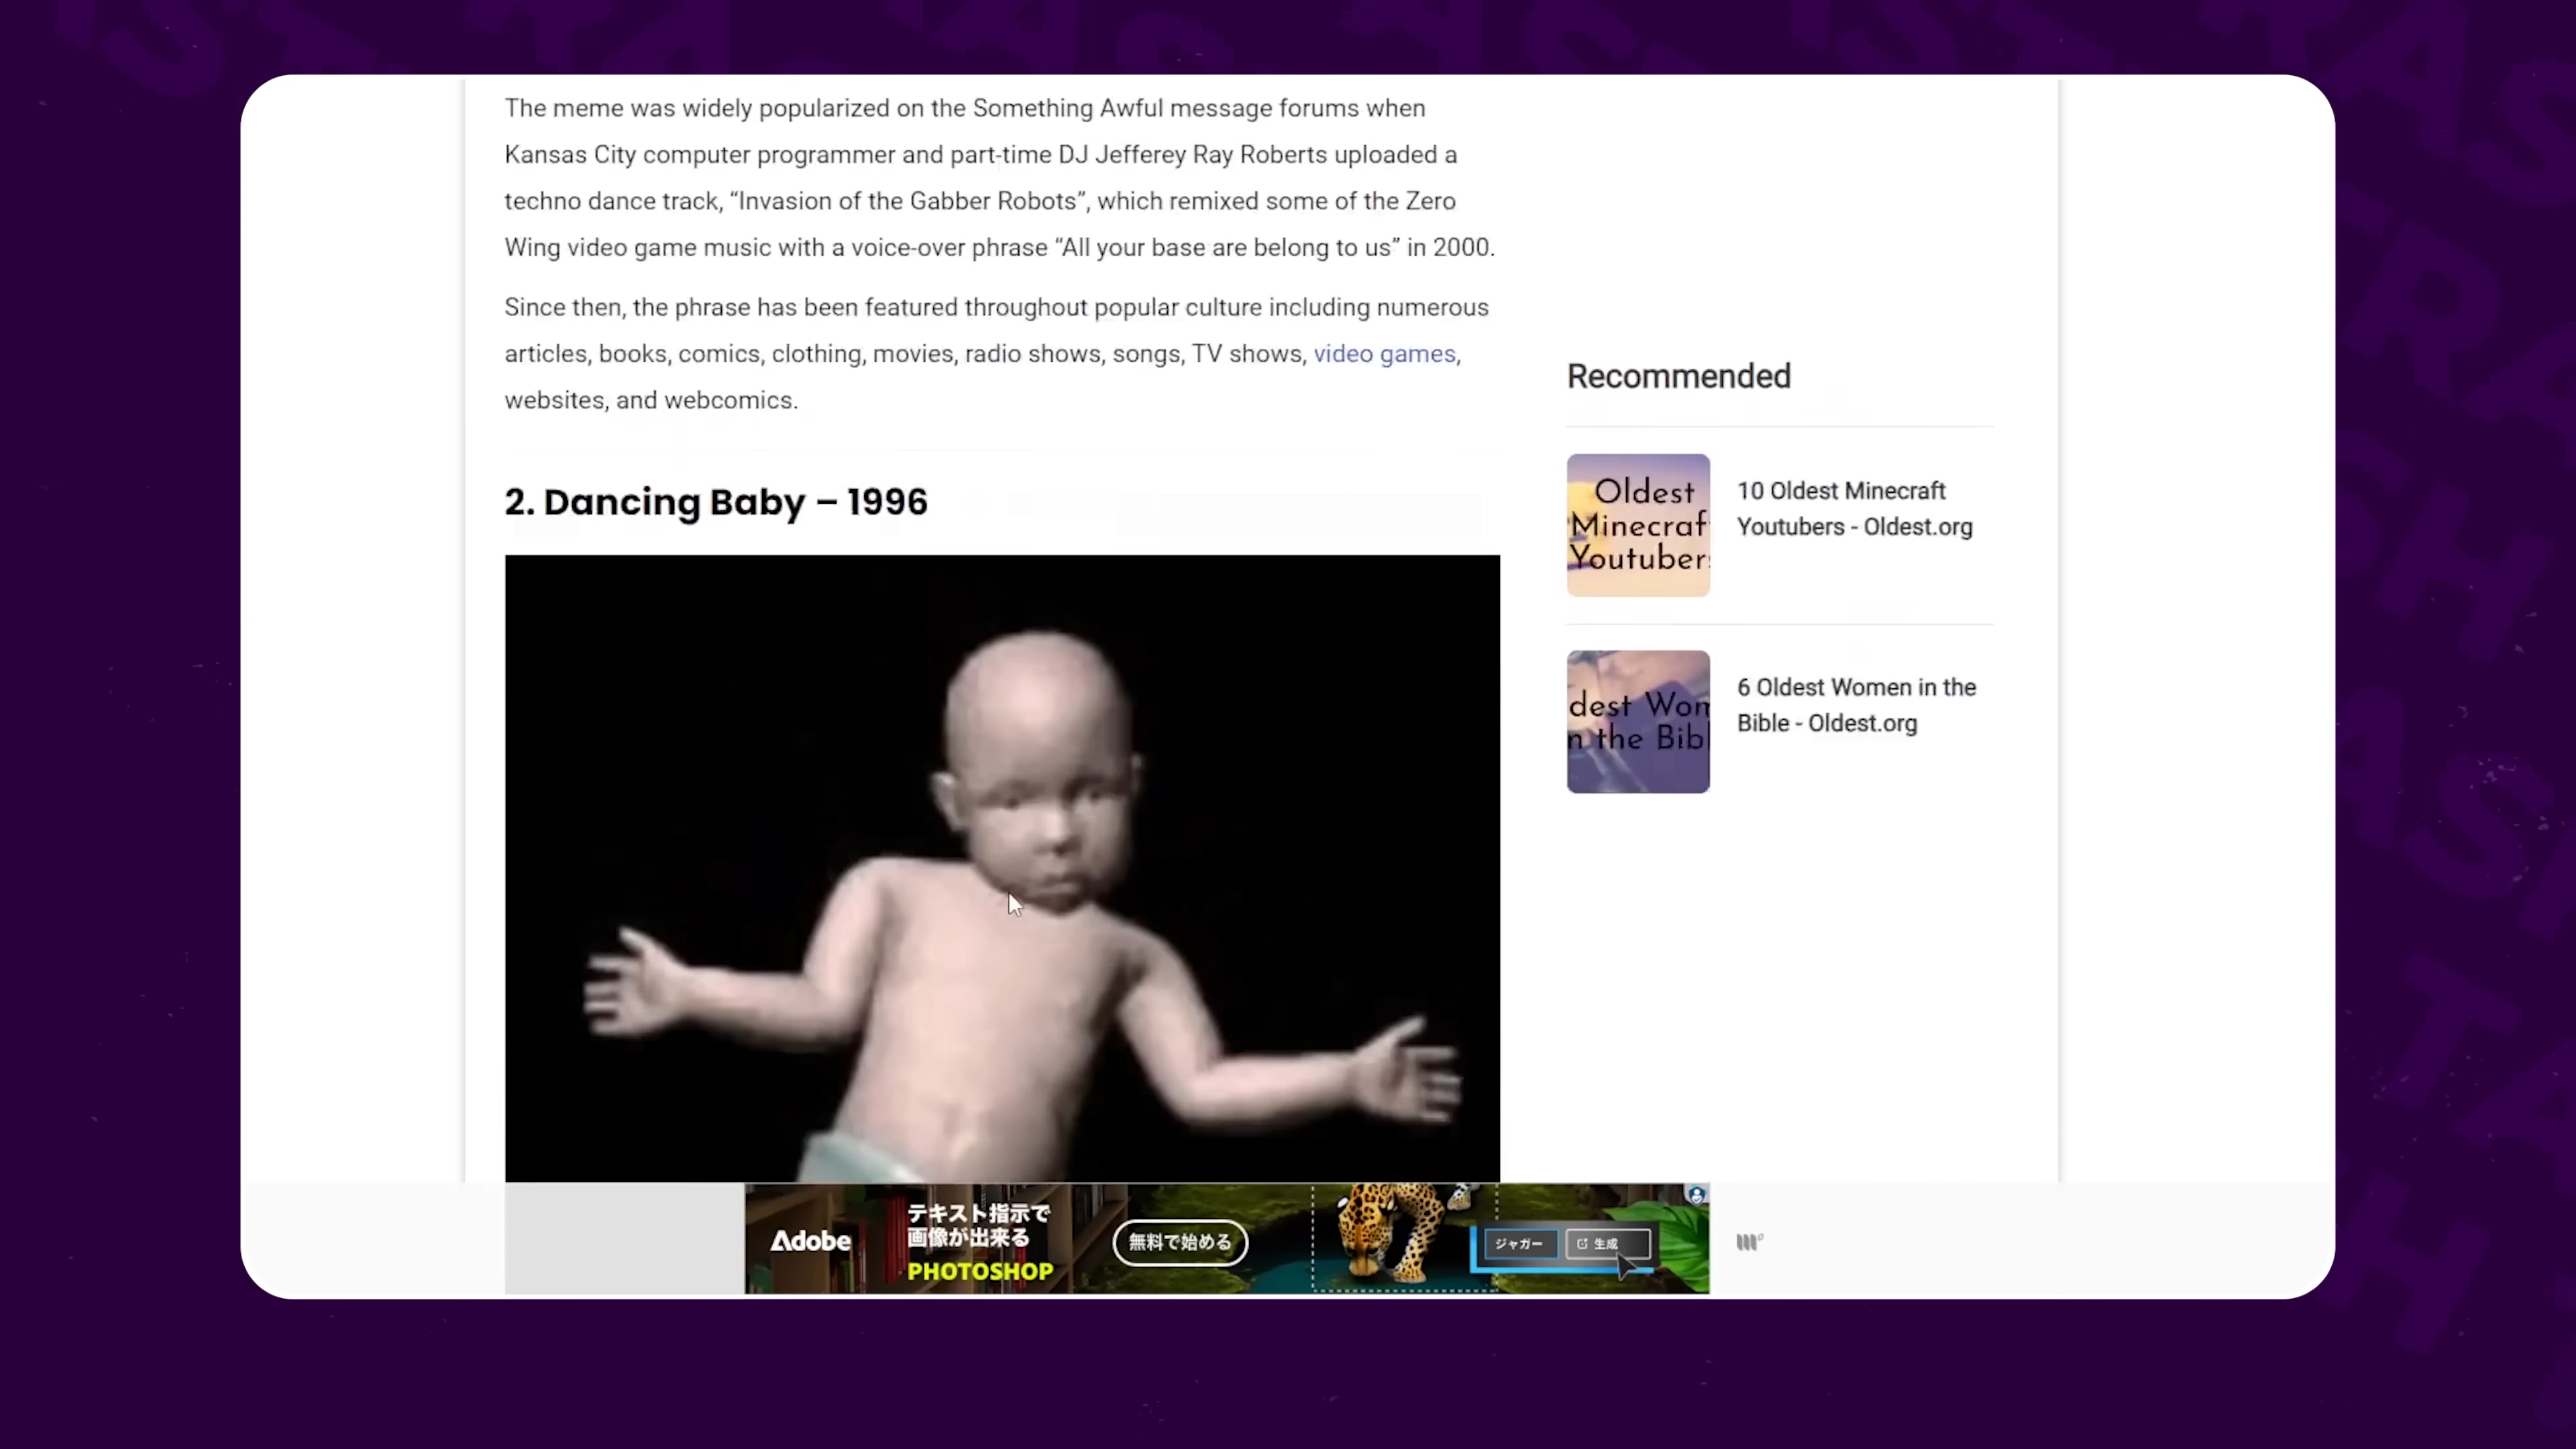 The meme was widely popularized on the Something Awful message forums when
Kansas City computer programmer and part-time DJ Jefferey Ray Roberts uploaded a
techno dance track, “Invasion of the Gabber Robots”, which remixed some of the Zero
Wing video game music with a voice-over phrase “All your base are belong to us” in 2000.
Since then, the phrase has been featured throughout popular culture including numerous
articles, books, comics, clothing, movies, radio shows, songs, TV shows, video games,
websites, and webcomics.
2. Dancing Baby – 1996
Recommended
Oldest
Minecraf
Youtuber
10 Oldest Minecraft
Youtubers - Oldest.org
dest Wom
n the Bibl
6 Oldest Women in the
Bible - Oldest.org
Adobe
テキスト指示で
画像が出来る
PHOTOSHOP
無料で始める
ジャガー
生成